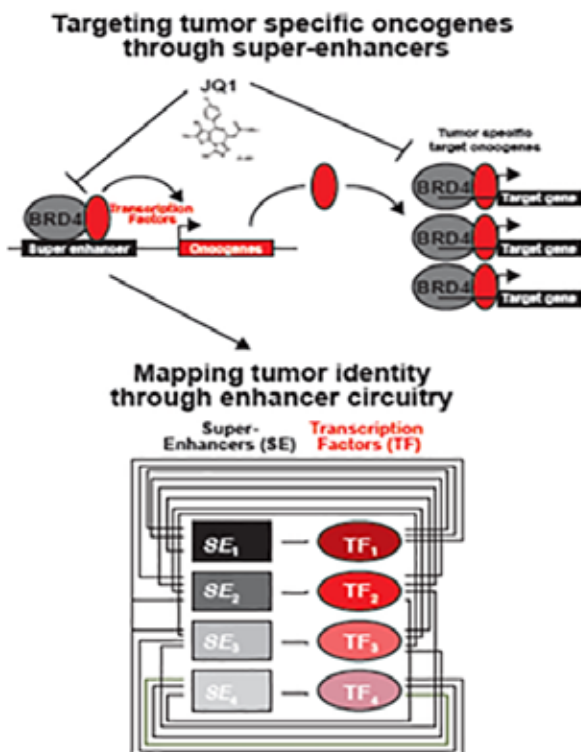 Targeting tumor specific oncogenes
through super-enhancers
JQ1
Tumor specific
target oncogenes
BRD4
Transcription
Factors
Super enhancer
Oncogenes
BRD4
Target gene
BRD4
Target gene
BRD4
Target gene
Mapping tumor identity
through enhancer circuitry
Super-
Enhancers (SE)
Transcription
Factors (TF)
SE1
TF1
SE2
TF2
SE3
TF3
SE4
TF4